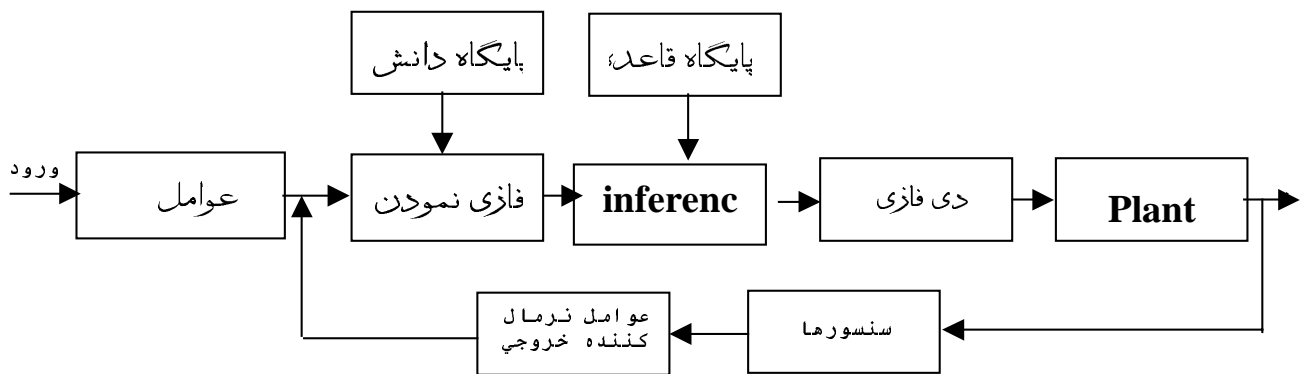 پایگاه دانش
پایگاه قاعده
ورود
عوامل
فازی نمودن
inferenc
دی فازی
Plant
عوامل نرمال
کننده خروجي
سنسورها